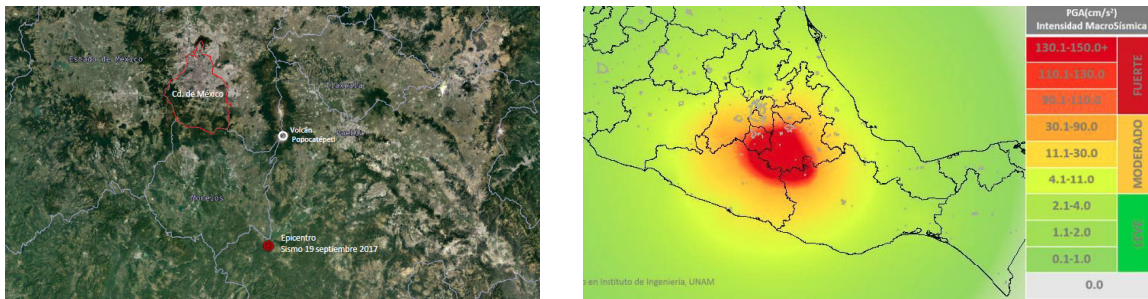 Estado de México
Cd. de México
Tlaxcala
Volcán
Popocatépetl
Puebla
Morelos
Epicentro
Sismo 19 septiembre 2017
PGA(cm/s²)
Intensidad MacroSísmica
130.1-150.0+
110.1-130.0
90.1-110.0
FUERTE
30.1-90.0
11.1-30.0
4.1-11.0
MODERADO
2.1-4.0
1.1-2.0
0.1-1.0
0.0
en Instituto de Ingeniería, UNAM